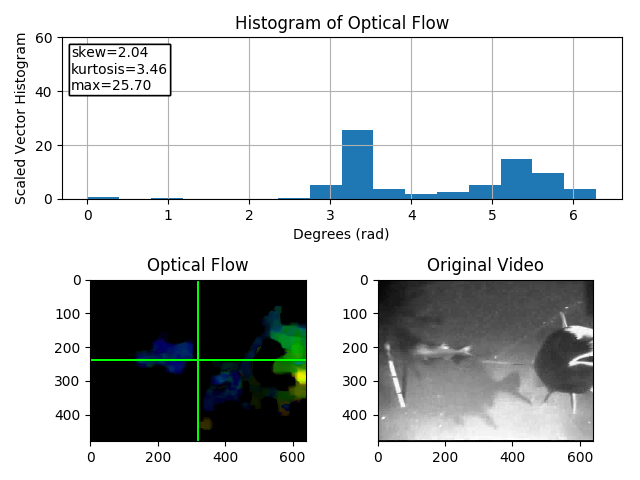 Histogram of Optical Flow
Scaled Vector Histogram
60
40
20
0
skew=2.04
kurtosis=3.46
max=25.70
0 1 2 3 4 5 6
Degrees (rad)
Optical Flow
0
100
200
300
400
0 200 400 600
Original Video
0
100
200
300
400
0 200 400 600